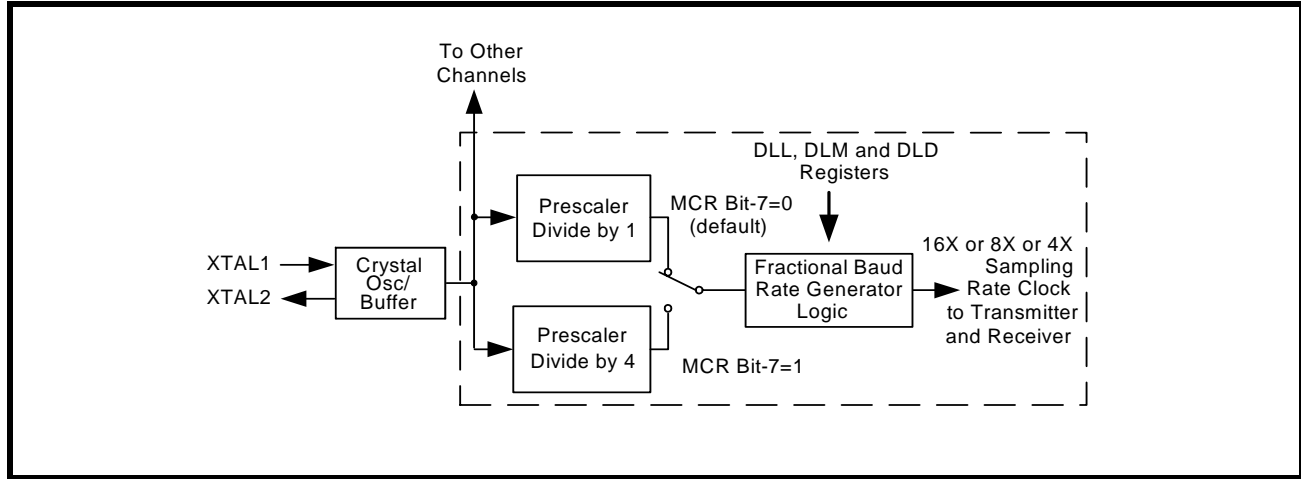 To Other
Channels
DLL, DLM and DLD
Registers
Prescaler
Divide by 1
MCR Bit-7=0
(default)
16X or 8X or 4X
Sampling
Rate Clock
to Transmitter
and Receiver
XTAL1
XTAL2
Crystal
Osc/
Buffer
Fractional Baud
Rate Generator
Logic
Prescaler
Divide by 4
MCR Bit-7=1